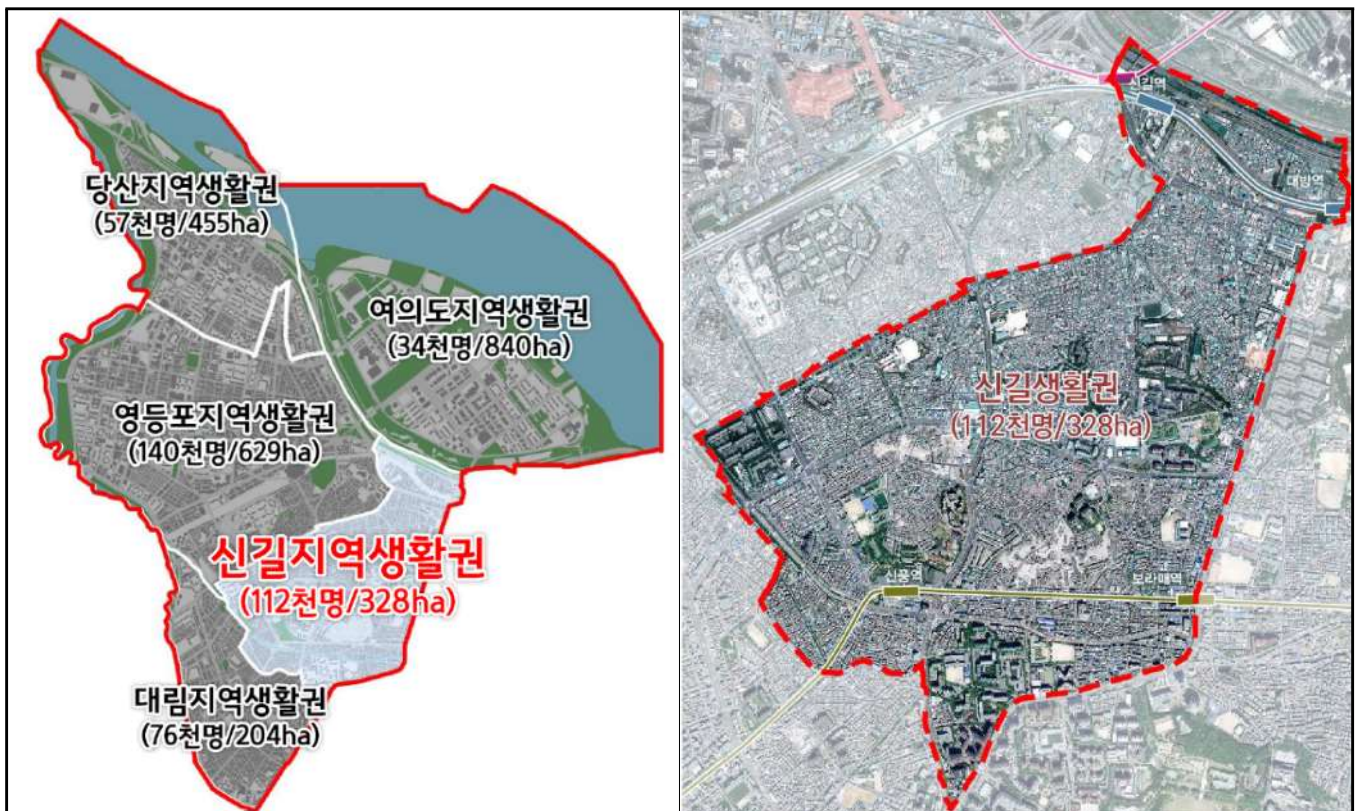 당산지역생활권
(57천명/455ha)
여의도지역생활권
(34천명/840ha)
영등포지역생활권
(140천명/629ha)
신길지역생활권
(112천명/328ha)
대림지역생활권
(76천명/204ha)
신길역
대방역
신길생활권
(112천명/328ha)
신풍역
보라매역